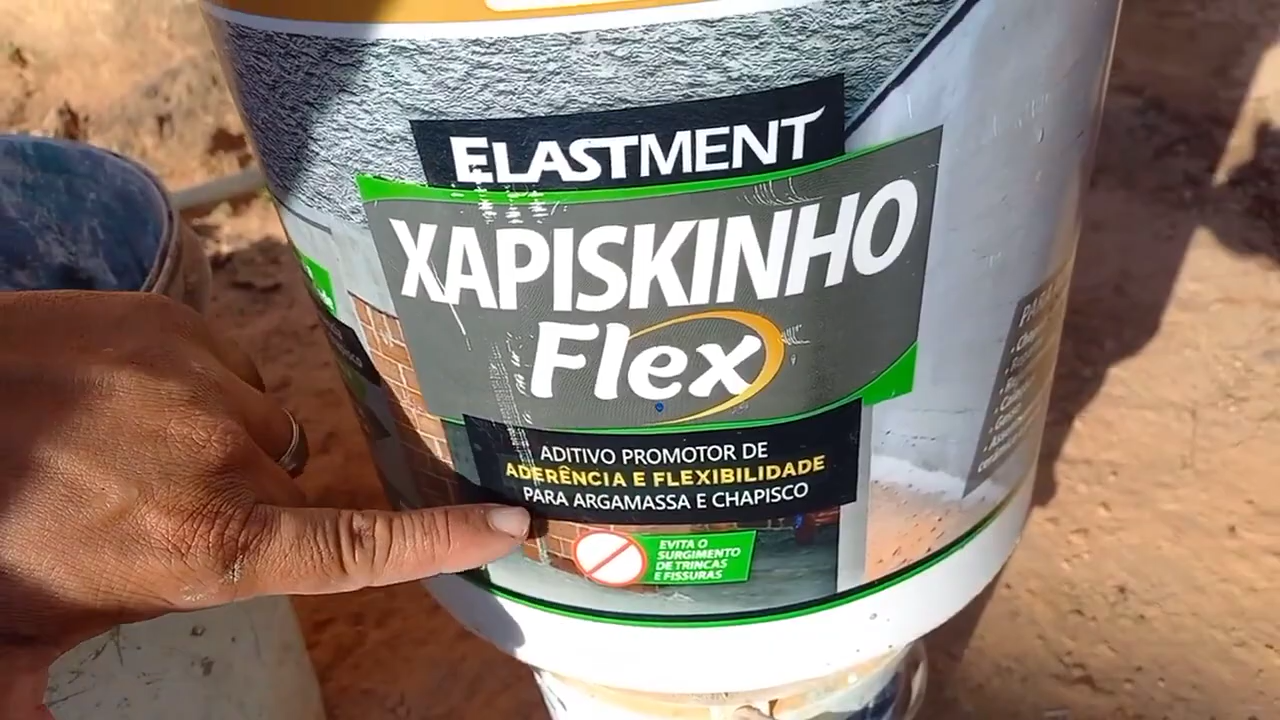 ELASTMENT
XAPISKINHO
Flex
ADITIVO PROMOTOR DE
ADERÊNCIA E FLEXIBILIDADE
PARA ARGAMASSA E CHAPISCO
EVITA O
SURGIMENTO
DE TRINCAS
E FISSURAS